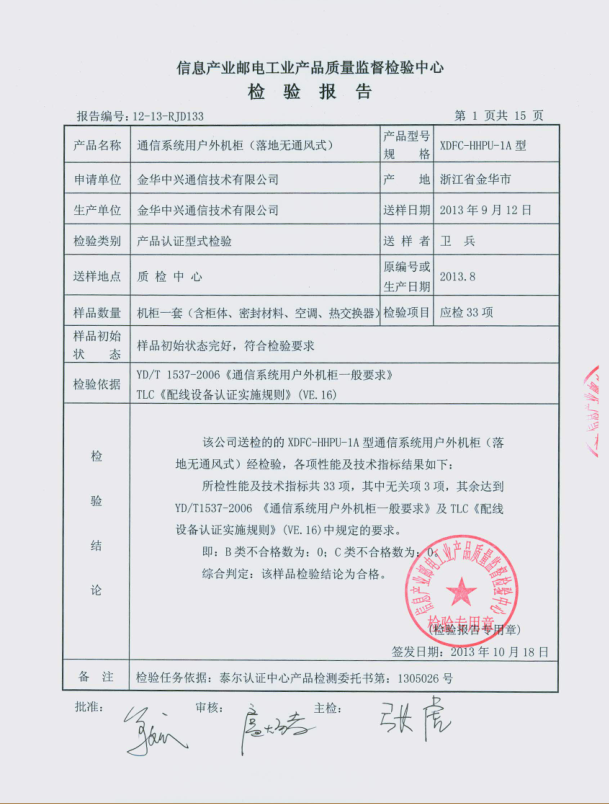 信息产业邮电工业产品质量监督检验中心
检 验 报 告
报告编号：12-13-RJD133 第 1 页共 15 页
产品名称 通信系统用户外机柜（落地无通风式） 产品型号规格 XDFC-HHPU-1A 型
申请单位 金华中兴通信技术有限公司 产 地 浙江省金华市
生产单位 金华中兴通信技术有限公司 送样日期 2013 年 9 月 12 日
检验类别 产品认证型式检验 送 样 者 卫 兵
送样地点 质 检 中 心 原编号或生产日期 2013.8
样品数量 机柜一套（含柜体、密封材料、空调、热交换器） 检验项目 应检 33 项
样品初始状 态 样品初始状态完好，符合检验要求
检验依据 YD/T 1537-2006《通信系统用户外机柜一般要求》
TLC《配线设备认证实施规则》(VE.16)
检 验 结 论
该公司送检的的 XDFC-HHPU-1A 型通信系统用户外机柜（落
地无通风式）经检验，各项性能及技术指标结果如下：
所检性能及技术指标共 33 项，其中无关项 3 项，其余达到
YD/T1537-2006 《通信系统用户外机柜一般要求》及 TLC《配线
设备认证实施规则》(VE.16)中规定的要求。
即：B 类不合格数为：0；C 类不合格数为：0。
综合判定：该样品检验结论为合格。
信息产业邮电工业产品质量监督检验中心
检验专用章
(检验报告专用章)
签发日期：2013 年 10 月 18 日
备 注 检验任务依据：泰尔认证中心产品检测委托书第：1305026 号
批准： 审核： 主检： 张虎